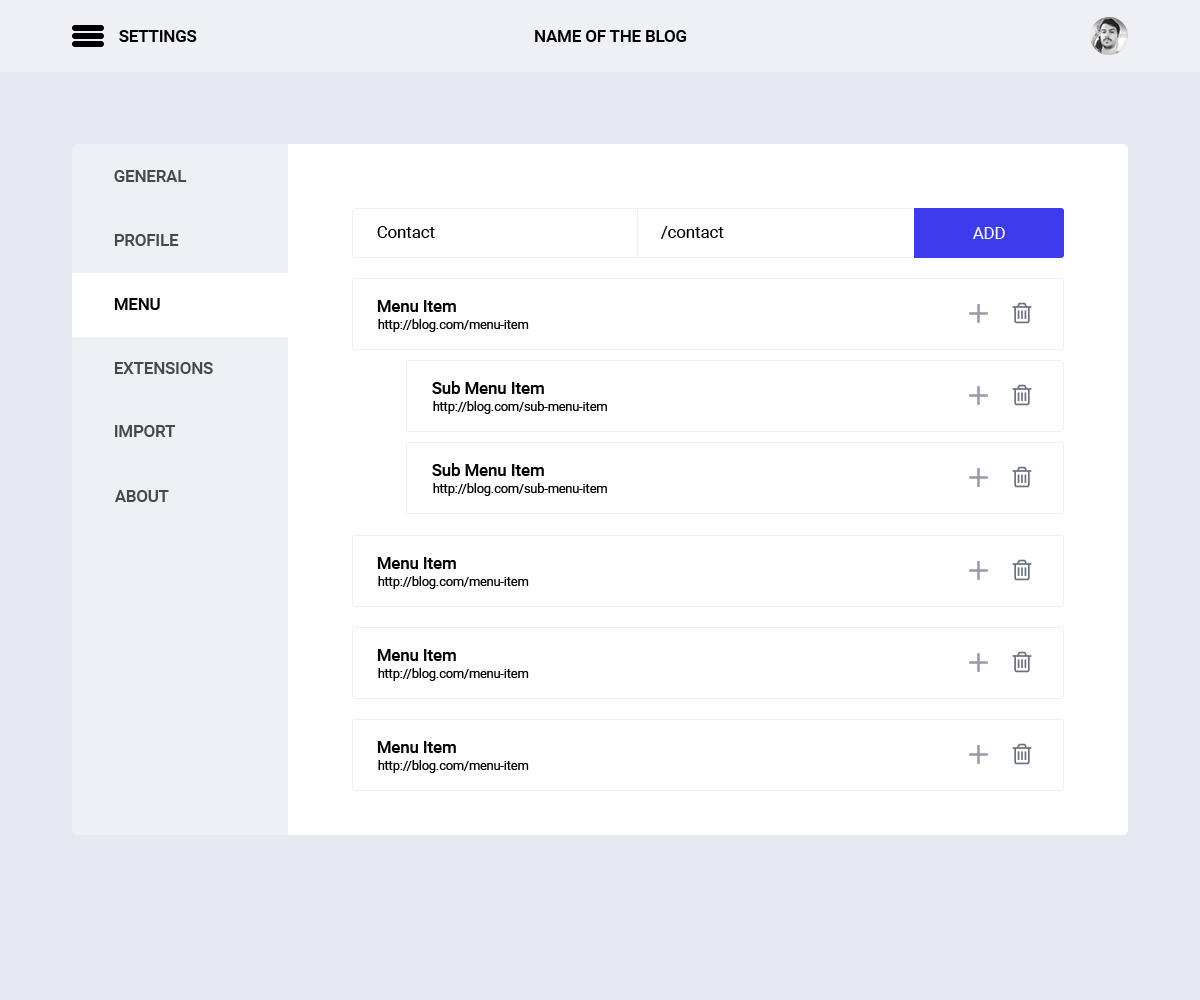 SETTINGS
NAME OF THE BLOG
GENERAL
PROFILE
MENU
EXTENSIONS
IMPORT
ABOUT
Contact
/contact
ADD
Menu Item
http://blog.com/menu-item
Sub Menu Item
http://blog.com/sub-menu-item
Sub Menu Item
http://blog.com/sub-menu-item
Menu Item
http://blog.com/menu-item
Menu Item
http://blog.com/menu-item
Menu Item
http://blog.com/menu-item